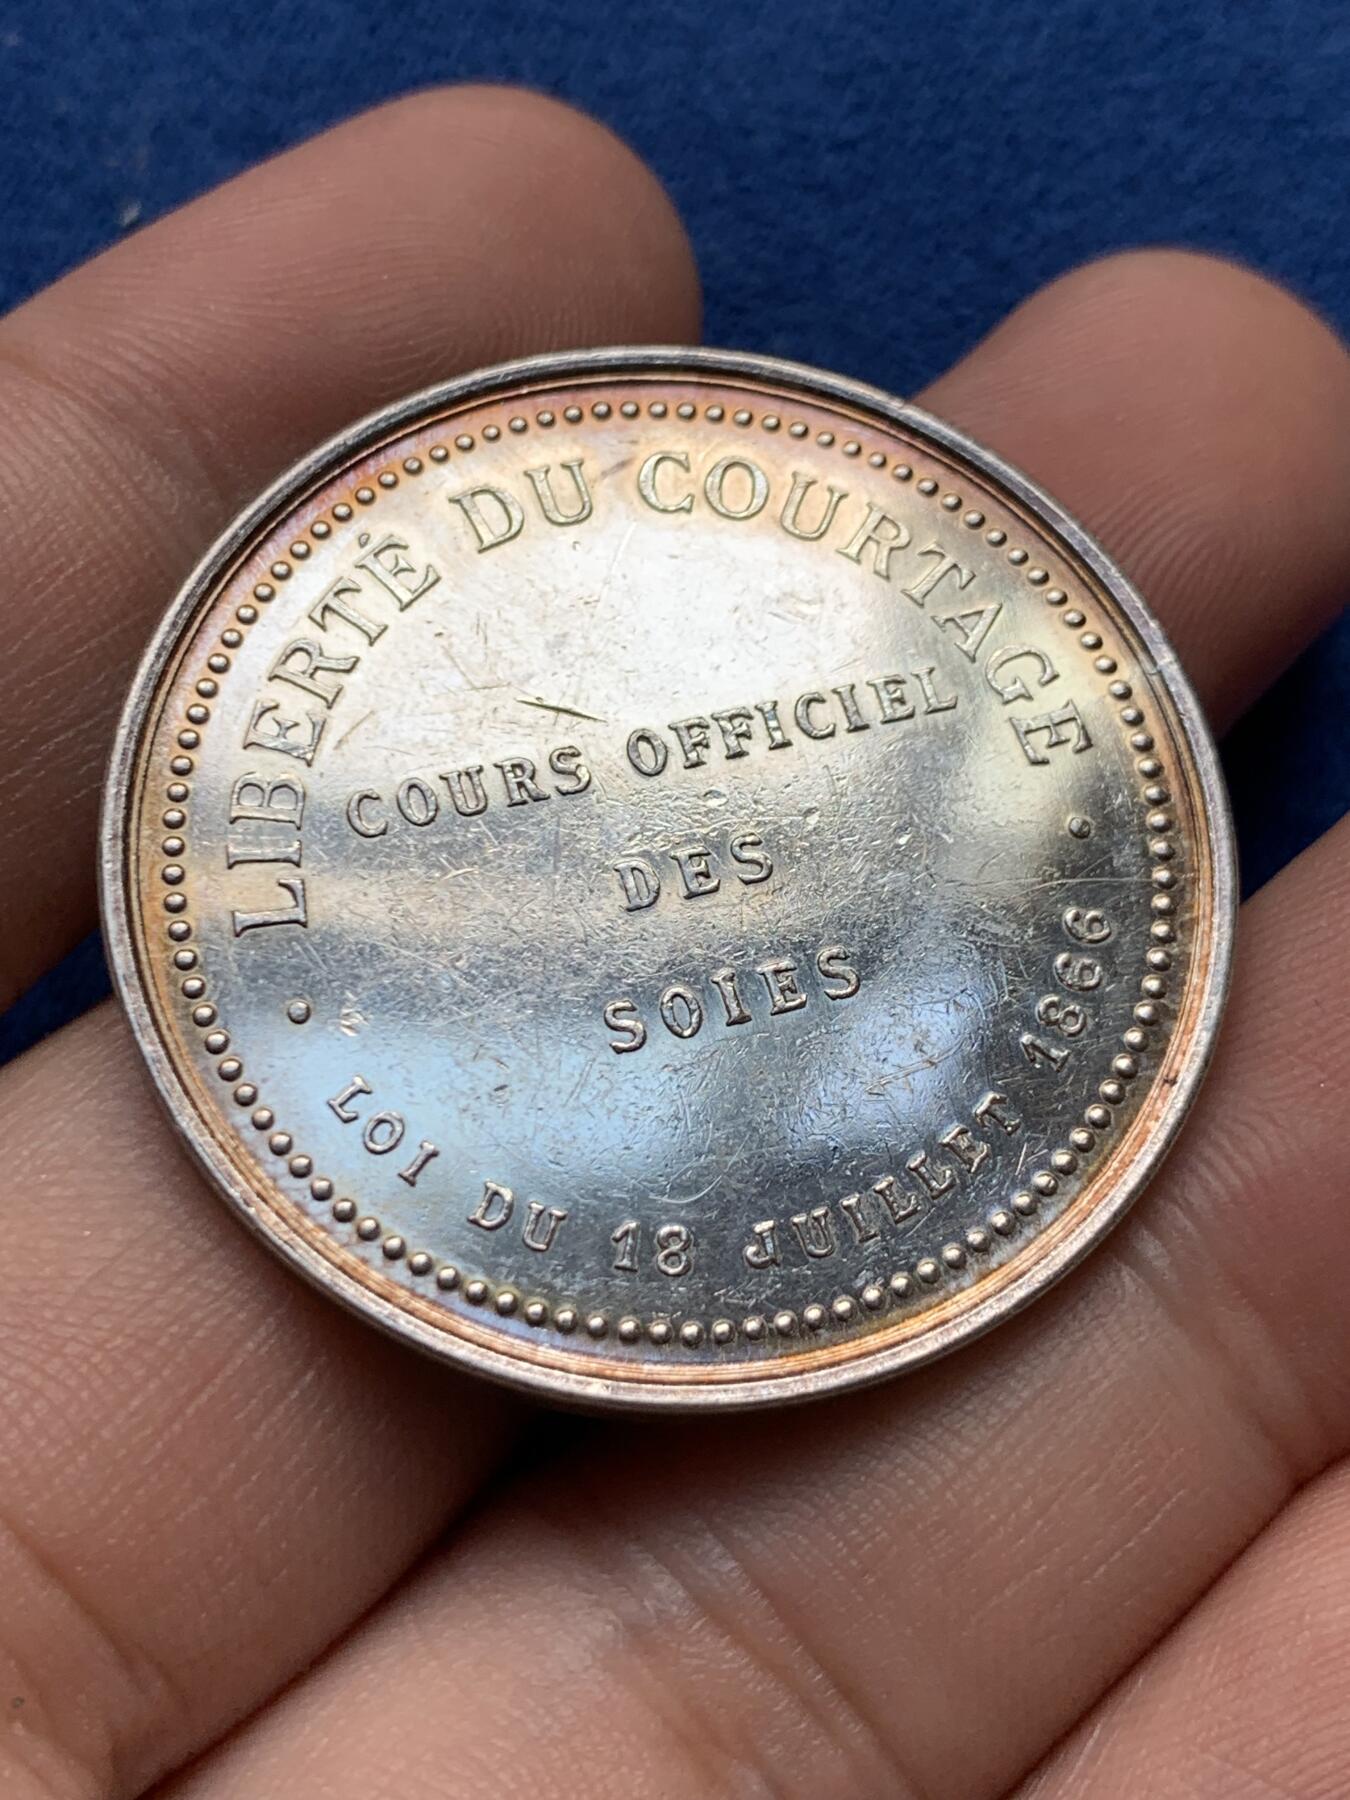 LIBERTÉ DU COURTAGE
COURS OFFICIEL
DES
SOIES
LOI DU 18 JUILLET 1866